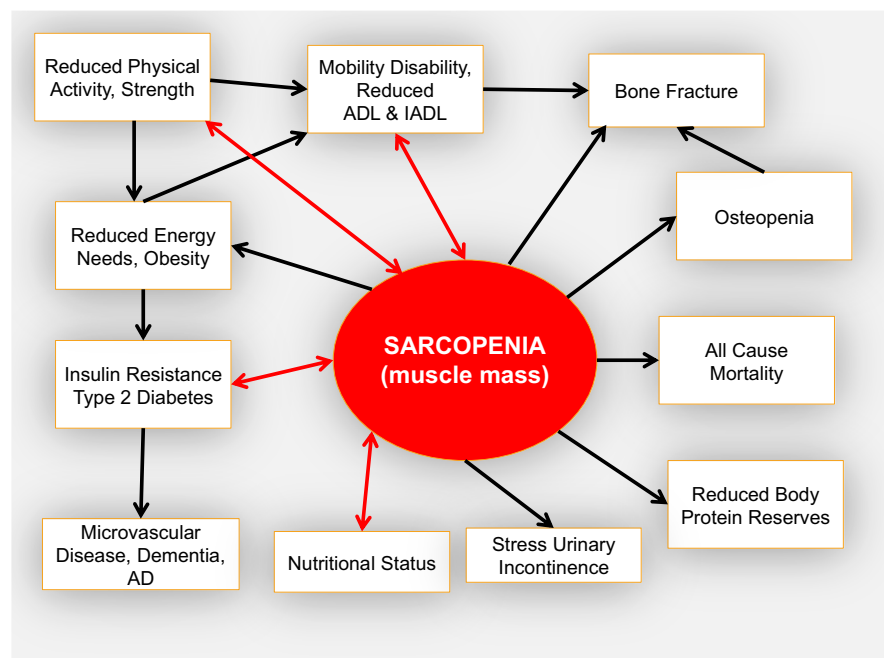 Reduced Physical
Activity, Strength
Mobility Disability,
Reduced
ADL & IADL
Bone Fracture
Osteopenia
Reduced Energy
Needs, Obesity
SARCOPENIA
(muscle mass)
All Cause
Mortality
Insulin Resistance
Type 2 Diabetes
Reduced Body
Protein Reserves
Microvascular
Disease, Dementia,
AD
Nutritional Status
Stress Urinary
Incontinence